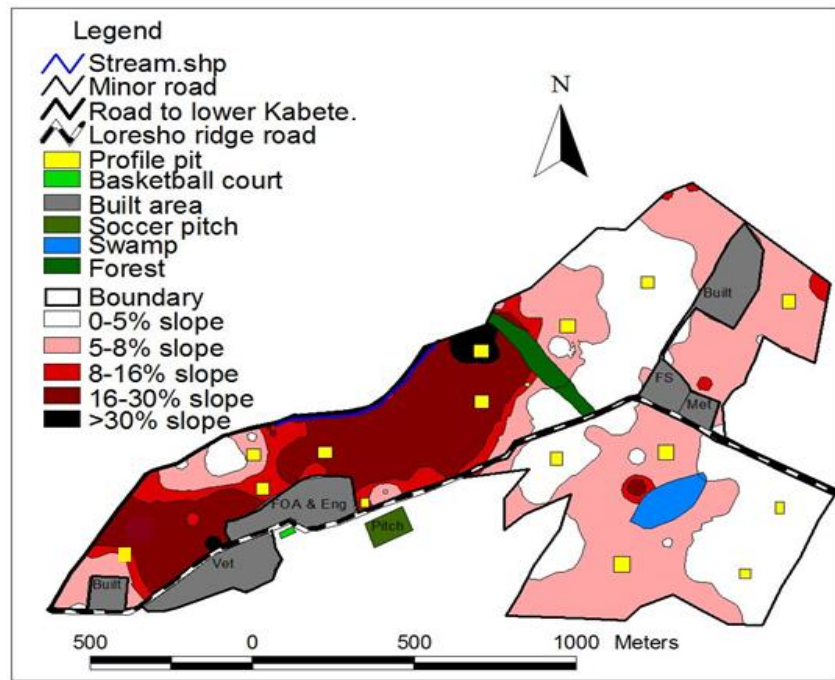 Legend
Stream.shp
Minor road
Road to lower Kabete.
Loresho ridge road
Profile pit
Basketball court
Built area
Soccer pitch
Swamp
Forest
Boundary
0-5% slope
5-8% slope
8-16% slope
16-30% slope
>30% slope
N
Built
FS
Met
FOA & Eng
Pitch
Vet
Built
500 0 500 1000 Meters